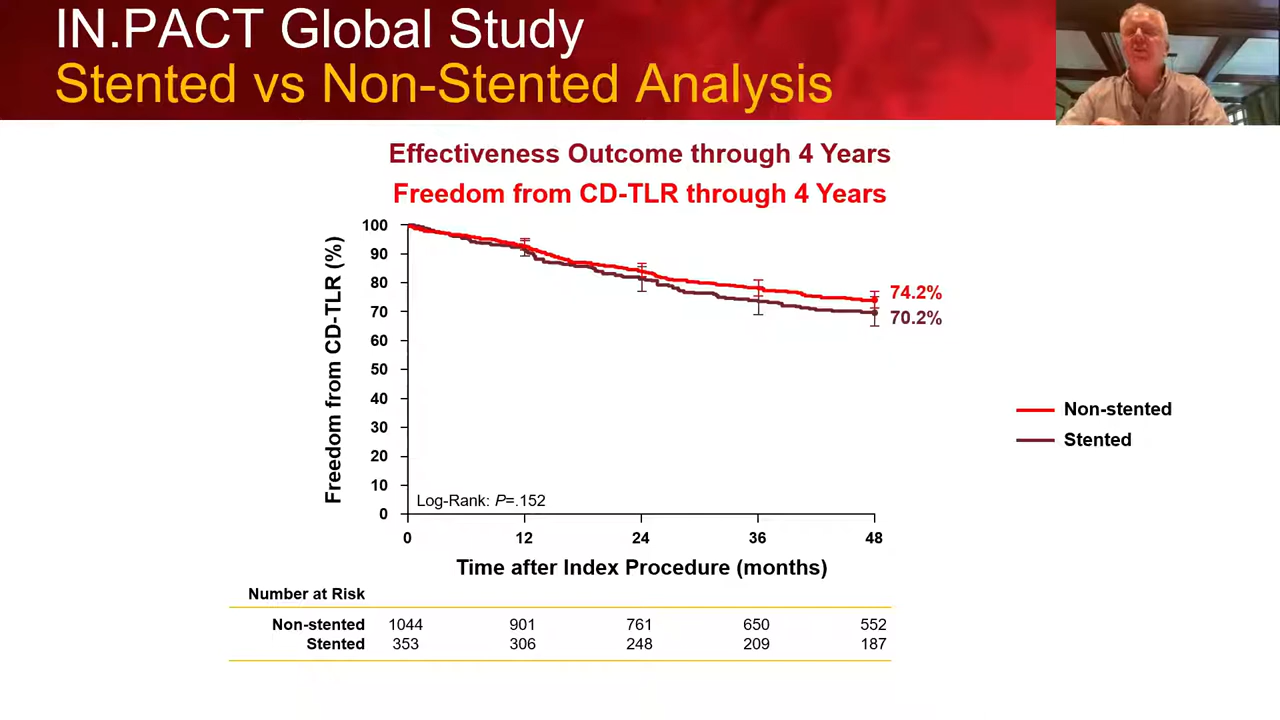 IN.PACT Global Study
Stented vs Non-Stented Analysis
Effectiveness Outcome through 4 Years
Freedom from CD-TLR through 4 Years
Freedom from CD-TLR (%)
100
90
80
70
60
50
40
30
20
10
0
74.2%
70.2%
Non-stented
Stented
Log-Rank: P=.152
0 12 24 36 48
Time after Index Procedure (months)
Number at Risk
Non-stented 1044 901 761 650 552
Stented 353 306 248 209 187